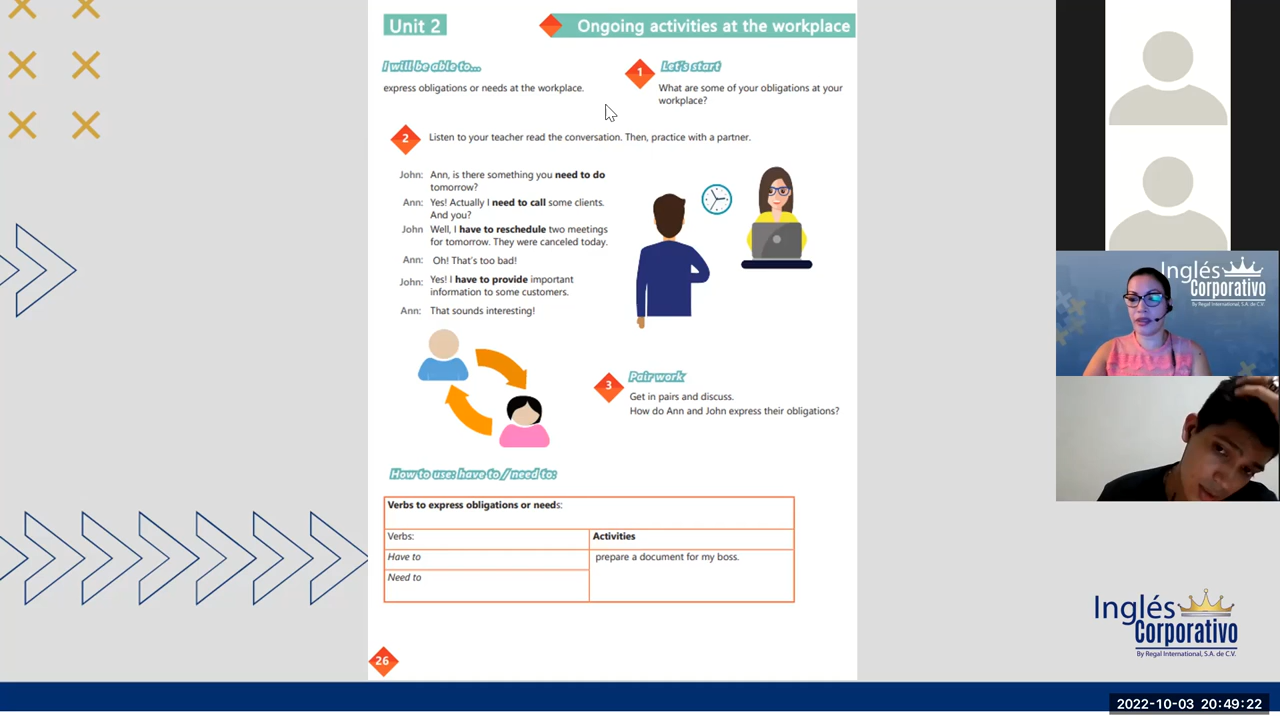 Unit 2
Ongoing activities at the workplace
I will be able to...
express obligations or needs at the workplace.
1
Let's start
What are some of your obligations at your
workplace?
2
Listen to your teacher read the conversation. Then, practice with a partner.
John: Ann, is there something you need to do
tomorrow?
Ann: Yes! Actually I need to call some clients.
And you?
John Well, I have to reschedule two meetings
for tomorrow. They were canceled today.
Ann: Oh! That's too bad!
John: Yes! I have to provide important
information to some customers.
Ann: That sounds interesting!
3
Pair work
Get in pairs and discuss.
How do Ann and John express their obligations?
How to use: have to / need to:
Verbs to express obligations or needs:
Verbs:
Activities
Have to
prepare a document for my boss.
Need to
26
Inglés
Corporativo
By Regal International, S.A. de C.V.
Inglés
Corporativo
By Regal International, S.A. de C.V.
2022-10-03 20:49:22